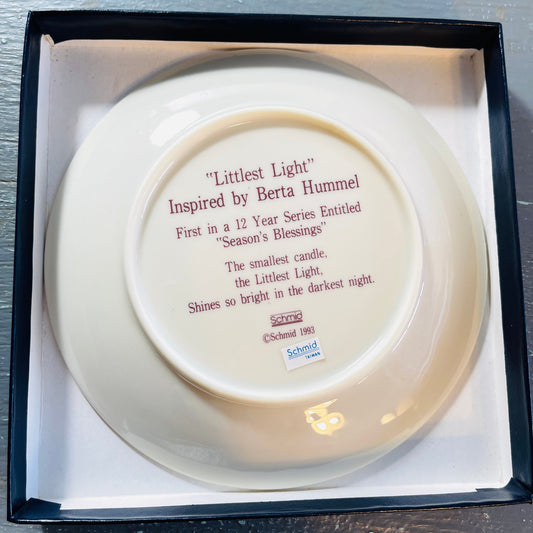 "Littlest Light"
Inspired by Berta Hummel
First in a 12 Year Series Entitled
"Season's Blessings"
The smallest candle,
the Littlest Light,
Shines so bright in the darkest night.
Schmid
©Schmid 1993
Schmid
TAIWAN